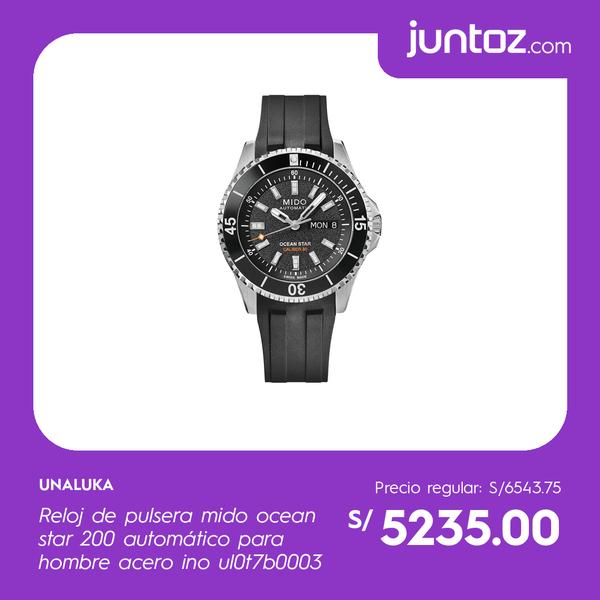 juntoz.com
60
MIDO
AUTOMATIC
45
MON 8
15
OCEAN STAR
CALIBER 80
SWISS MADE
30
UNALUKA
Reloj de pulsera mido ocean
star 200 automático para
hombre acero ino ul0t7b0003
Precio regular: S/6543.75
S/ 5235.00